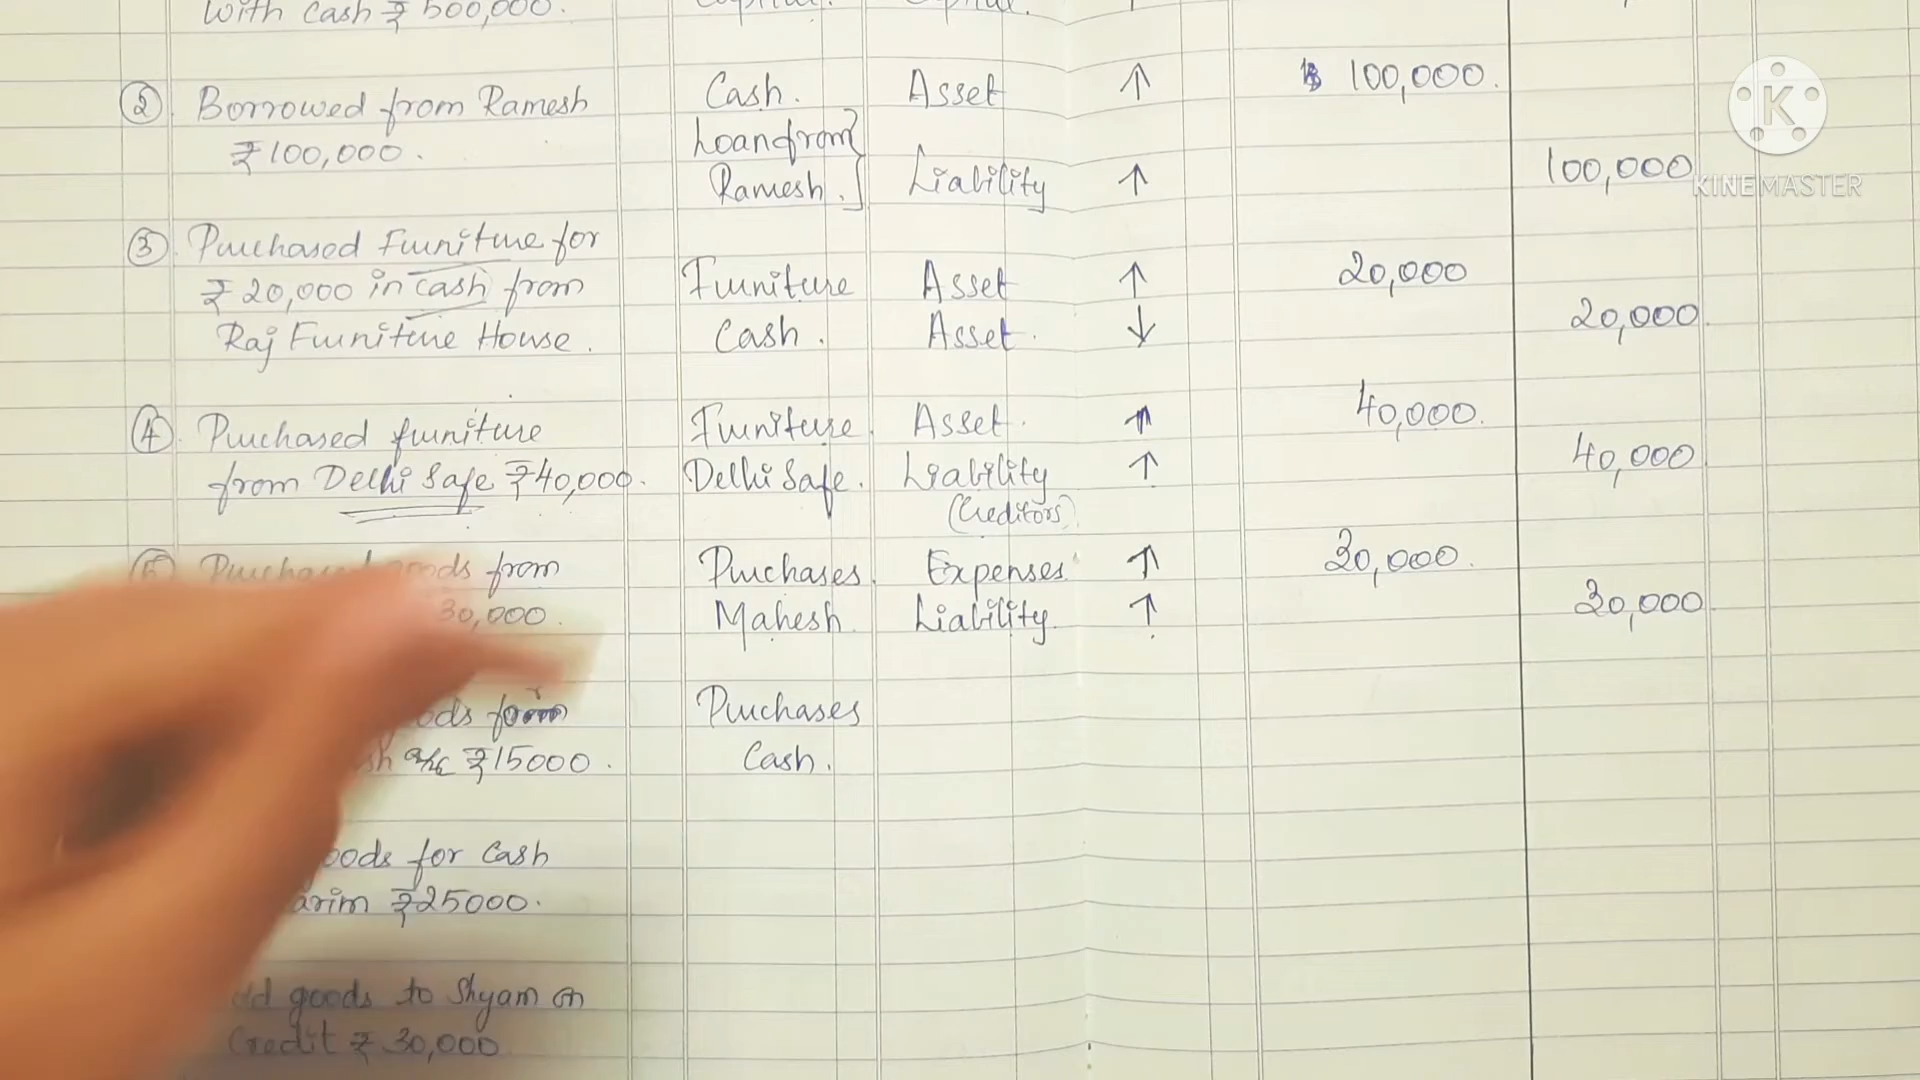 With Cash ₹ 500,000.
② Borrowed from Ramesh Cash. Asset ↑ 100,000.
₹ 100,000. Loan from
Ramesh. Liability ↑ 100,000
③ Purchased Furniture for
₹ 20,000 in cash from Furniture Asset ↑ 20,000
Raj Furniture House. Cash. Asset. ↓ 20,000
④ Purchased furniture Furniture Asset. ↑ 40,000.
from Delhi Safe ₹40,000. Delhi Safe. Liability ↑ 40,000
(Creditors)
⑤ Purchased goods from Purchases. Expenses ↑ 30,000.
30,000. Mahesh Liability ↑ 30,000
Purchases
₹15000. Cash.
goods for Cash
₹25000.
goods to Shyam on
Credit ₹ 30,000
K
KINEMASTER